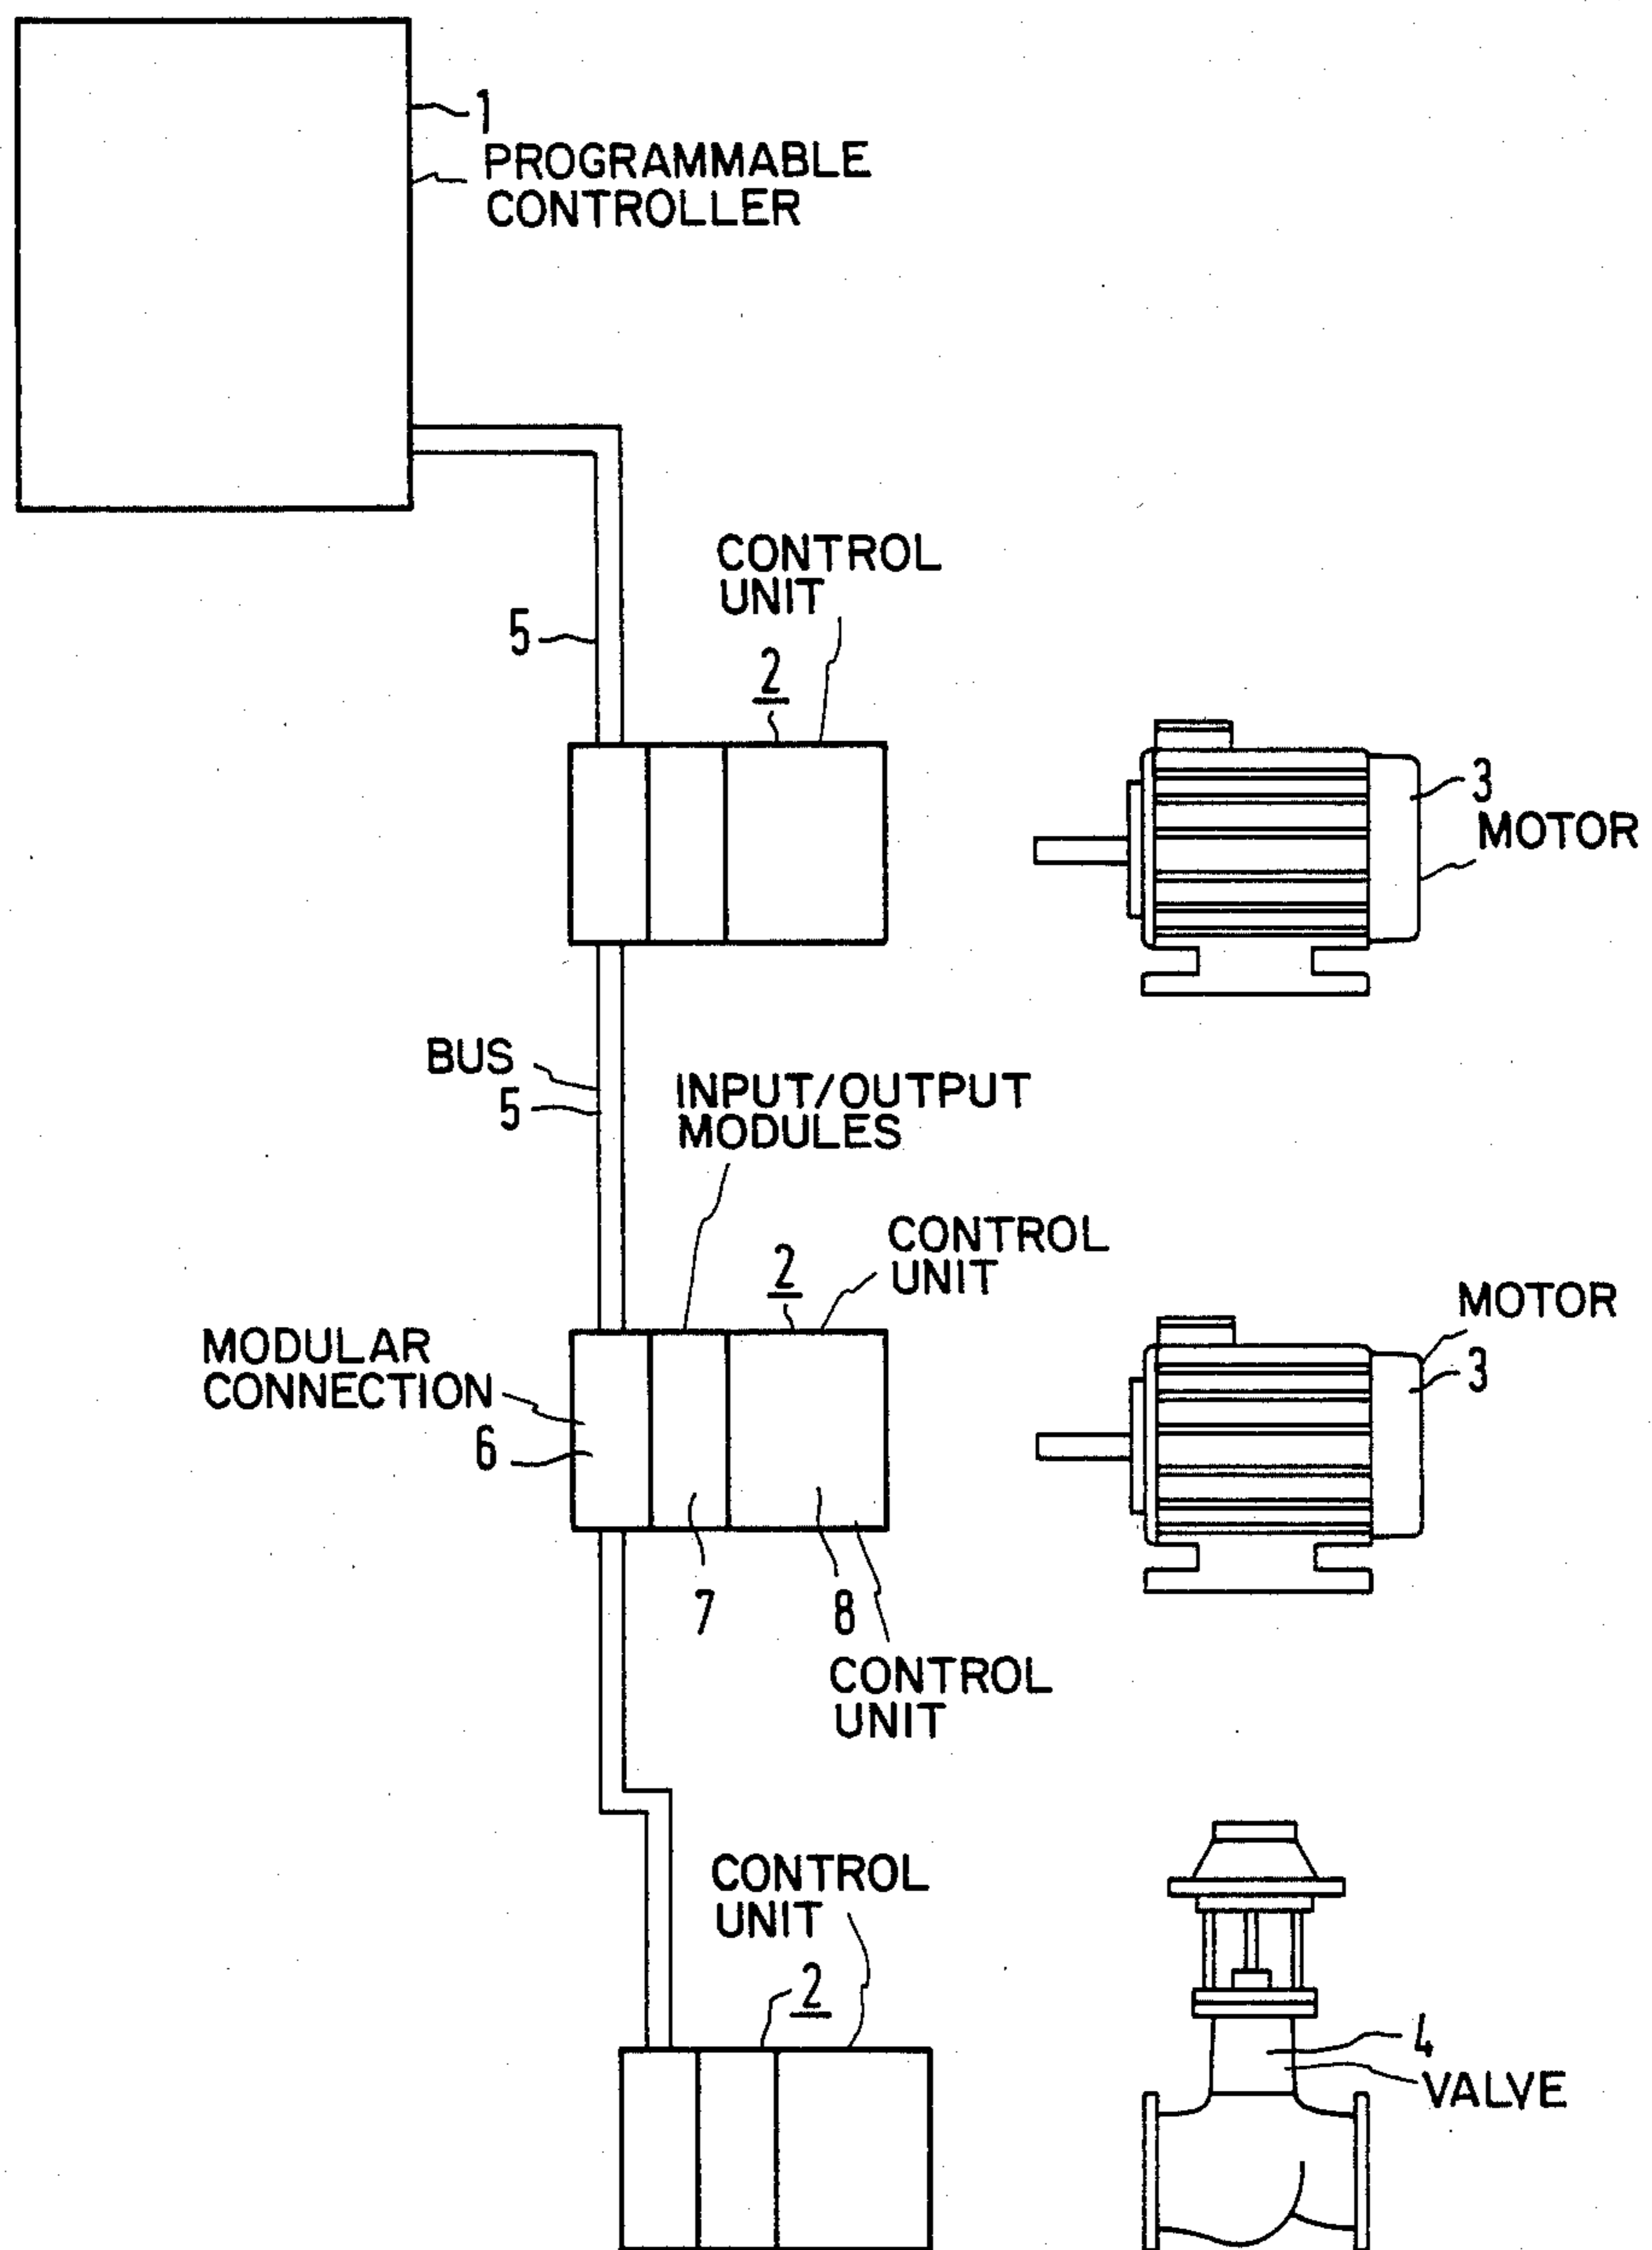 1
PROGRAMMABLE
CONTROLLER
CONTROL
UNIT
5
2
3
MOTOR
BUS
5
INPUT/OUTPUT
MODULES
CONTROL
UNIT
2
MOTOR
3
MODULAR
CONNECTION
6
7
8
CONTROL
UNIT
CONTROL
UNIT
2
4
VALVE